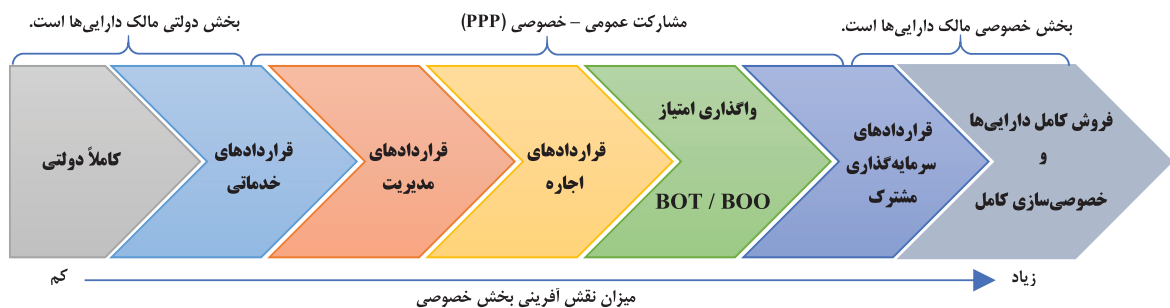 بخش دولتی مالک دارایی‌ها است.
مشارکت عمومی – خصوصی (PPP)
بخش خصوصی مالک دارایی‌ها است.
کاملاً دولتی
قراردادهای
خدماتی
قراردادهای
مدیریت
قراردادهای
اجاره
واگذاری امتیاز
BOT / BOO
قراردادهای
سرمایه‌گذاری
مشترک
فروش کامل دارایی‌ها
و
خصوصی‌سازی کامل
کم
زیاد
میزان نقش آفرینی بخش خصوصی